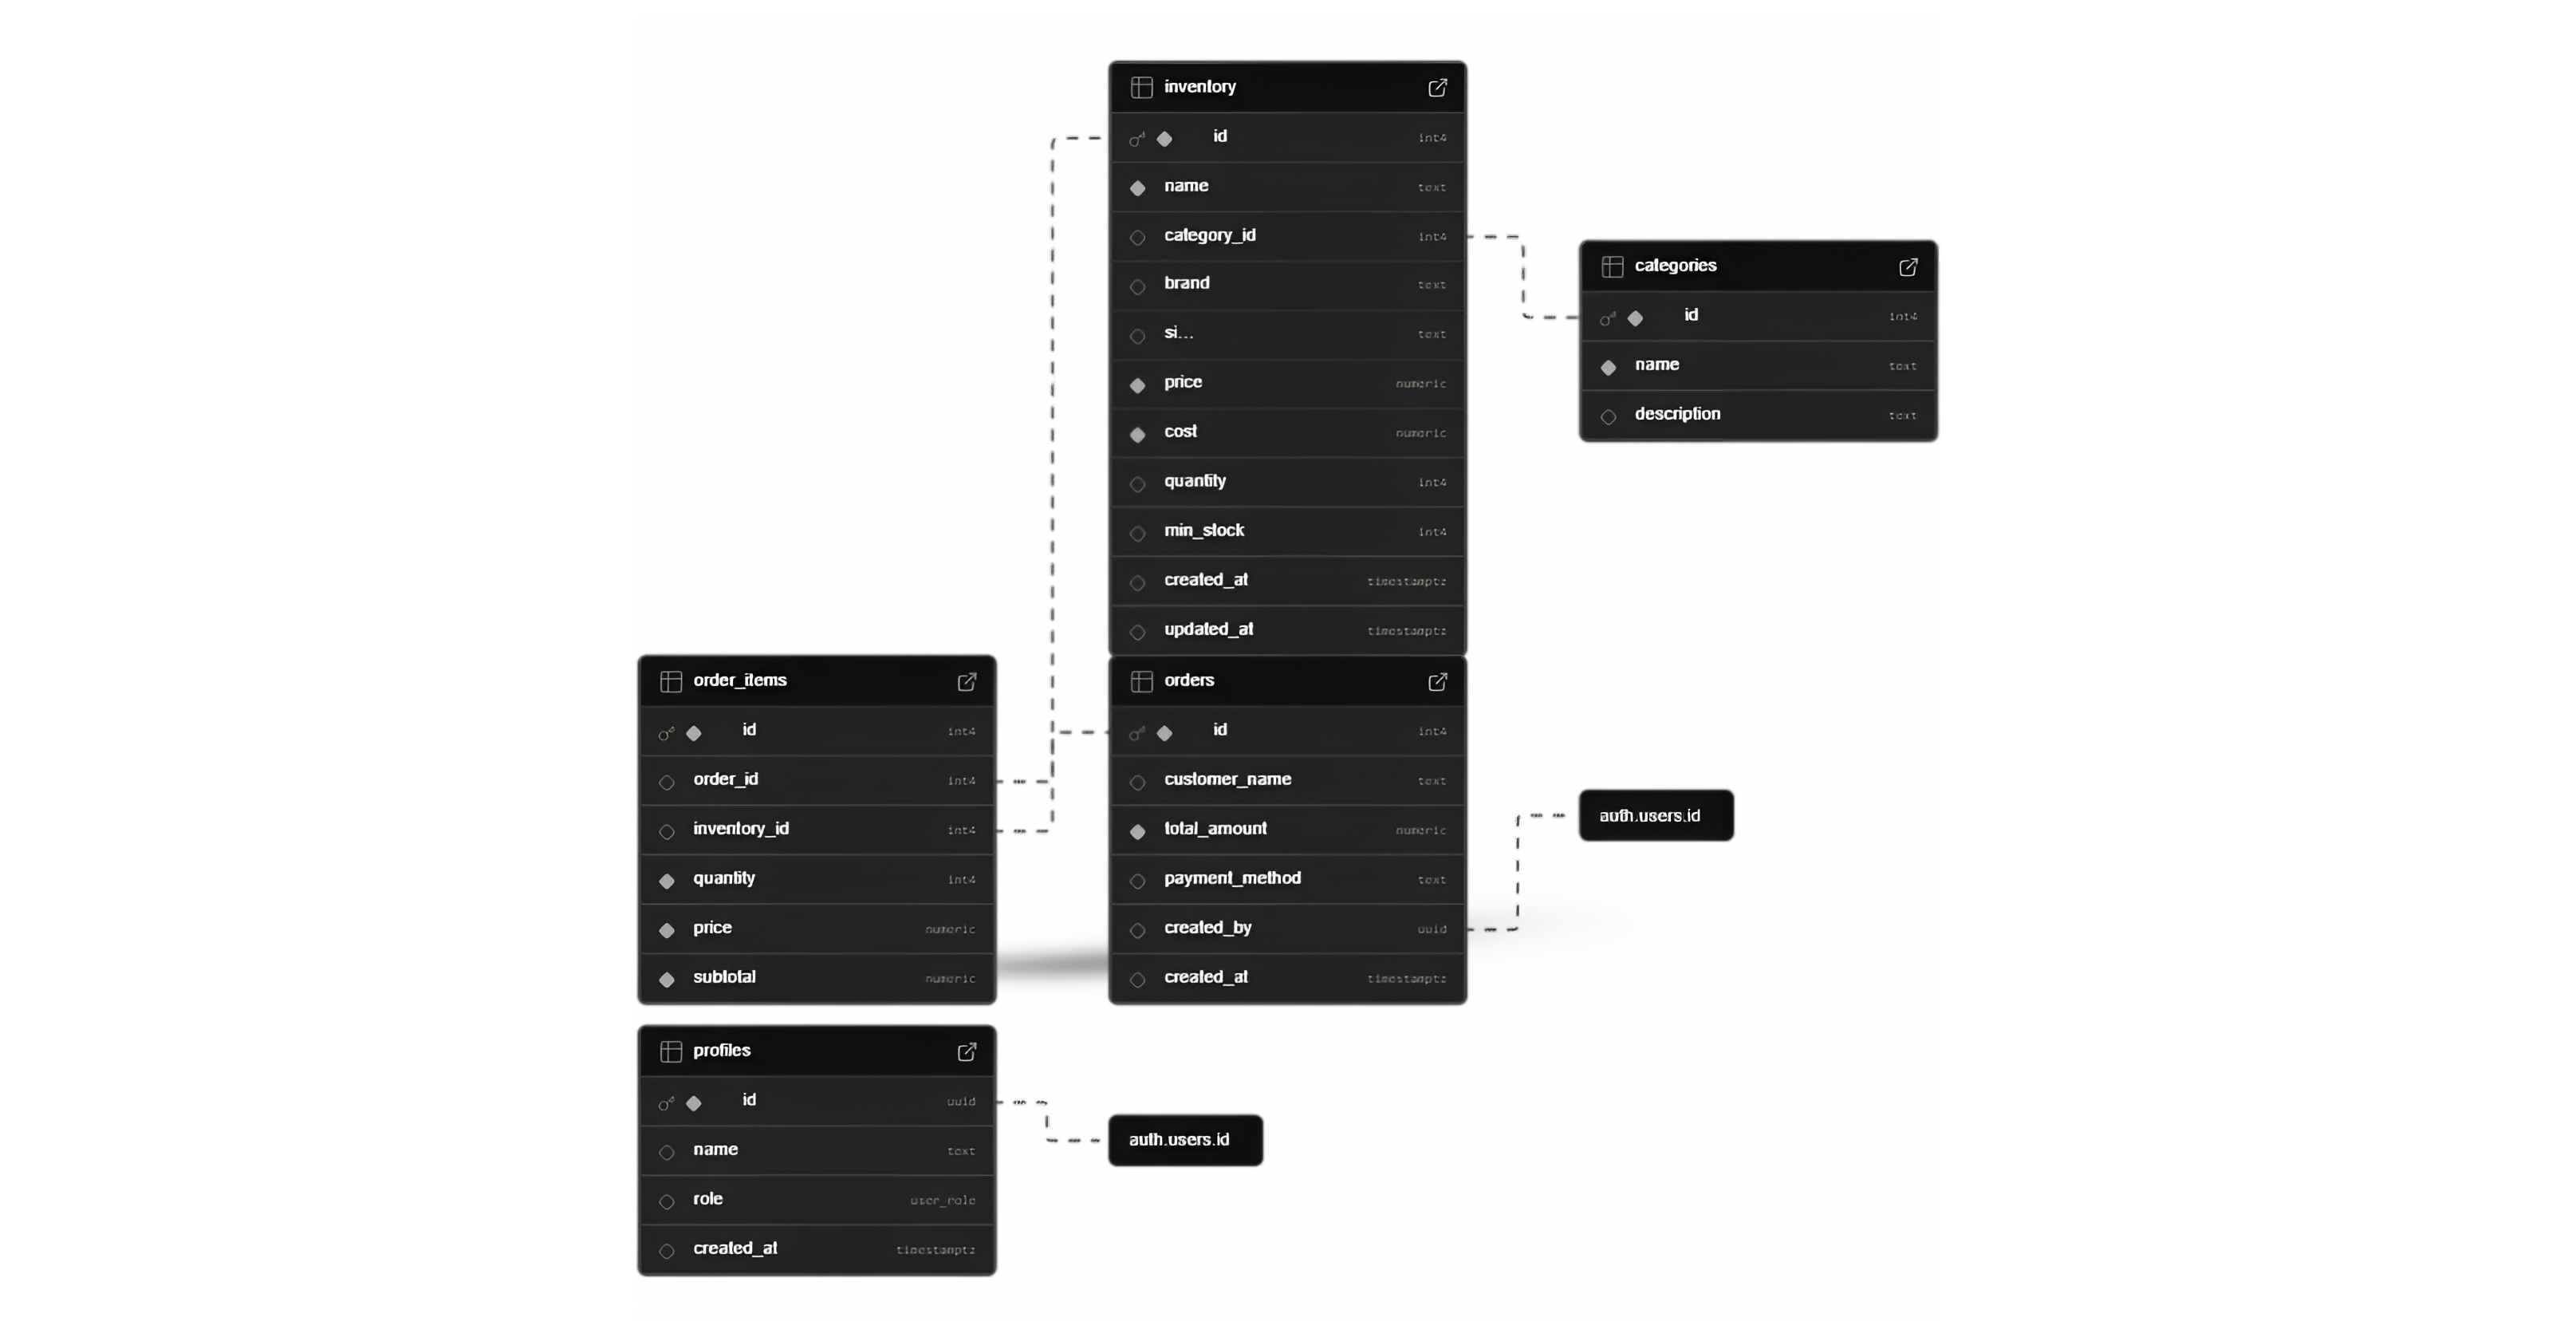 inventory
id int4
name text
category_id int4
brand text
si... text
price numeric
cost numeric
quantity int4
min_stock int4
created_at timestamptz
updated_at timestamptz
categories
id int4
name text
description text
order_items
id int4
order_id int4
inventory_id int4
quantity int4
price numeric
subtotal numeric
orders
id int4
customer_name text
total_amount numeric
payment_method text
created_by uuid
created_at timestamptz
auth.users.id
profiles
id uuid
name text
role user_role
created_at timestamptz
auth.users.id